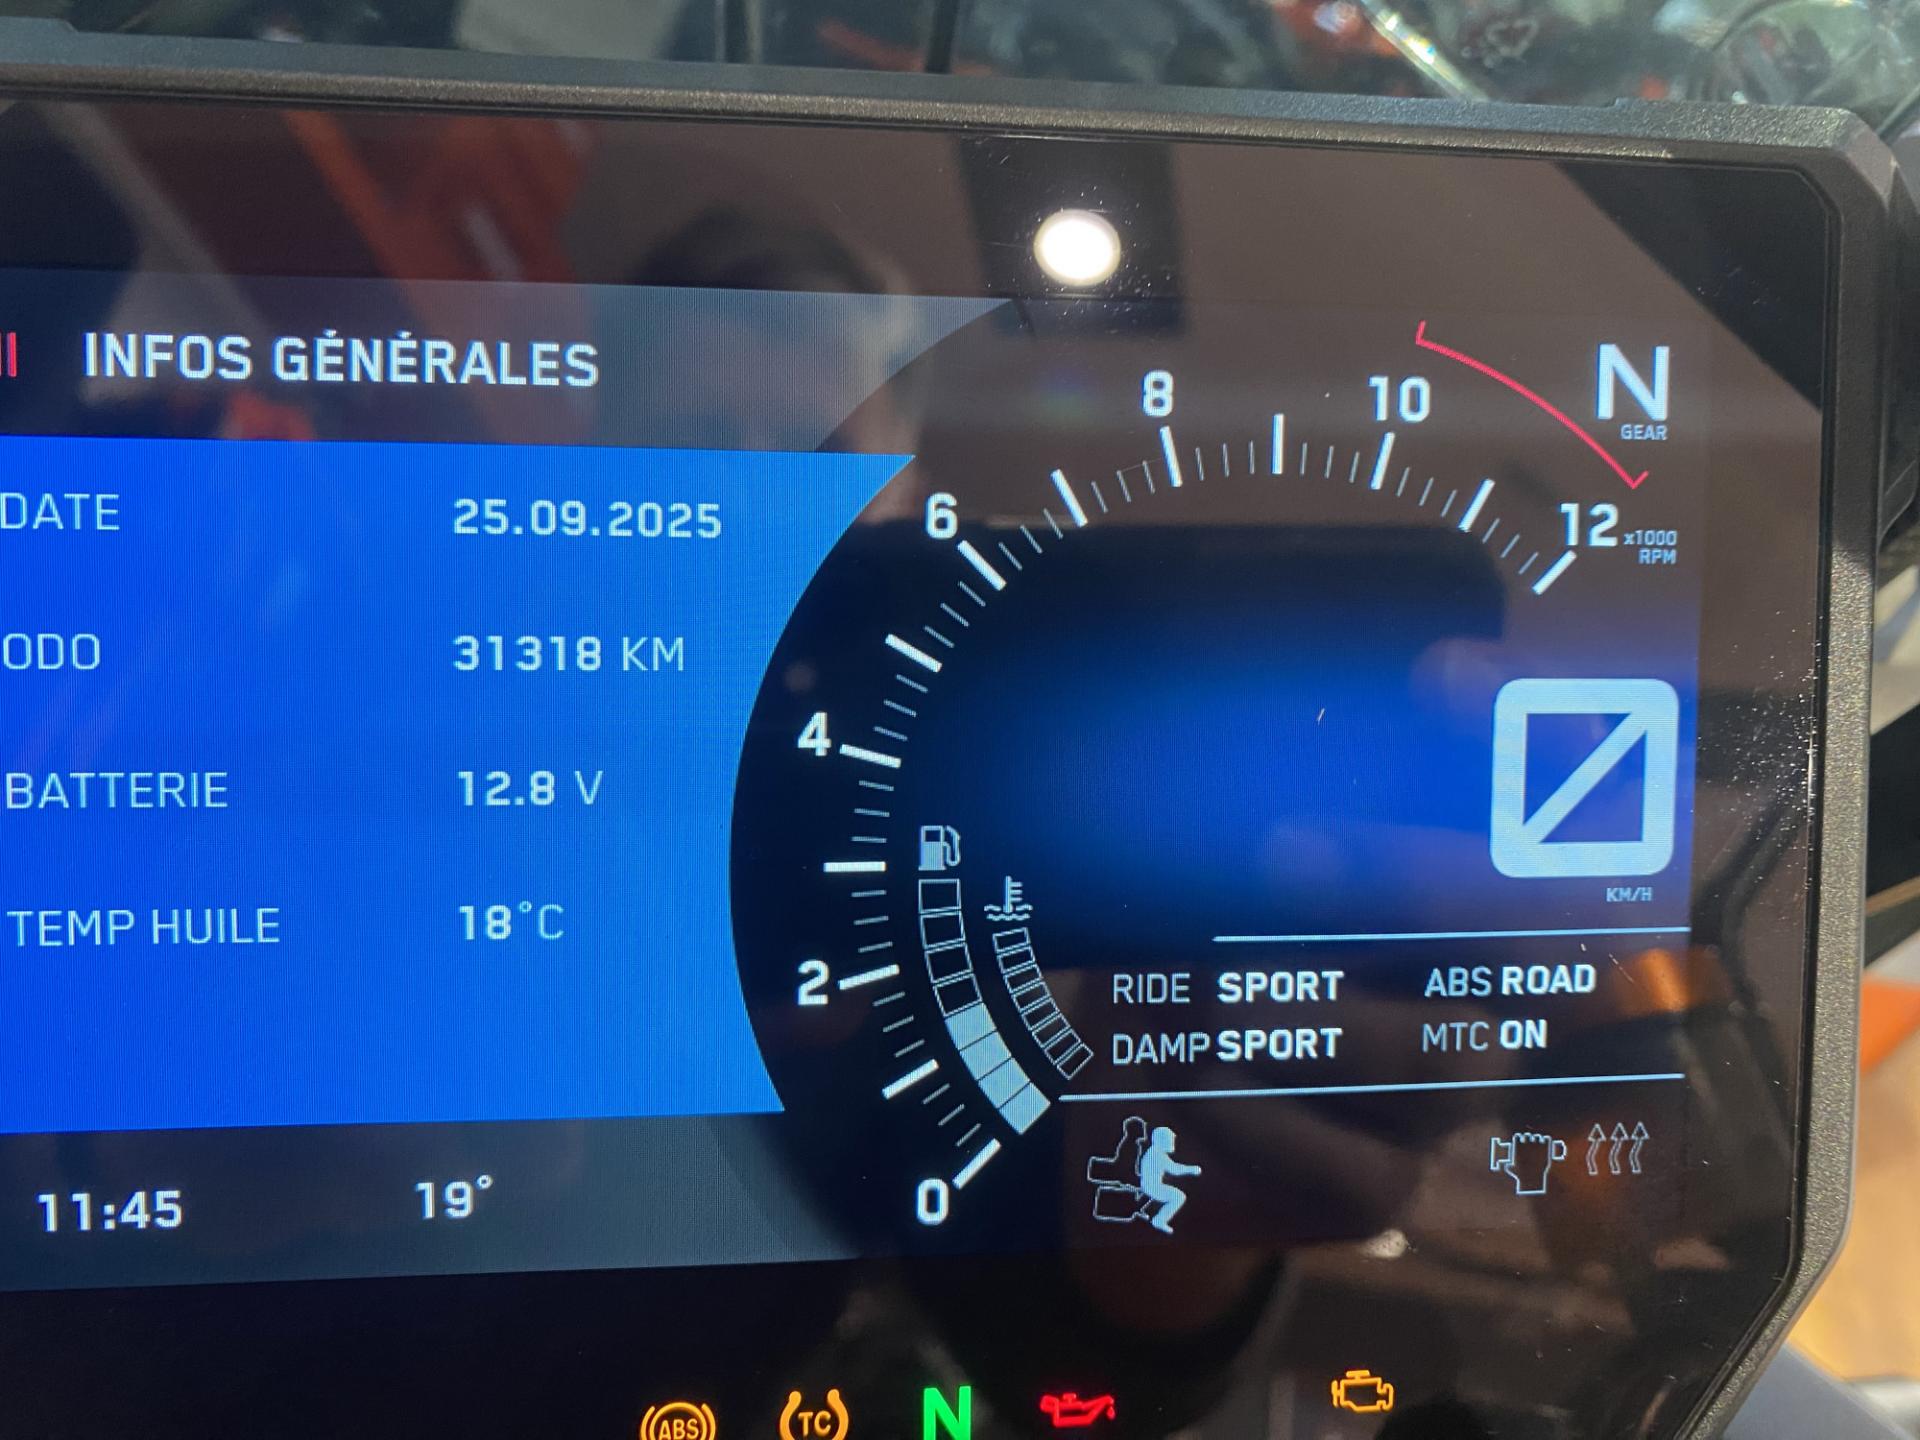 INFOS GÉNÉRALES
DATE 25.09.2025
ODO 31318 KM
BATTERIE 12.8 V
TEMP HUILE 18°C
11:45 19°
0
2
4
6
8
10
12
x1000
RPM
N
GEAR
0
KM/H
RIDE SPORT ABS ROAD
DAMP SPORT MTC ON
ABS TC N